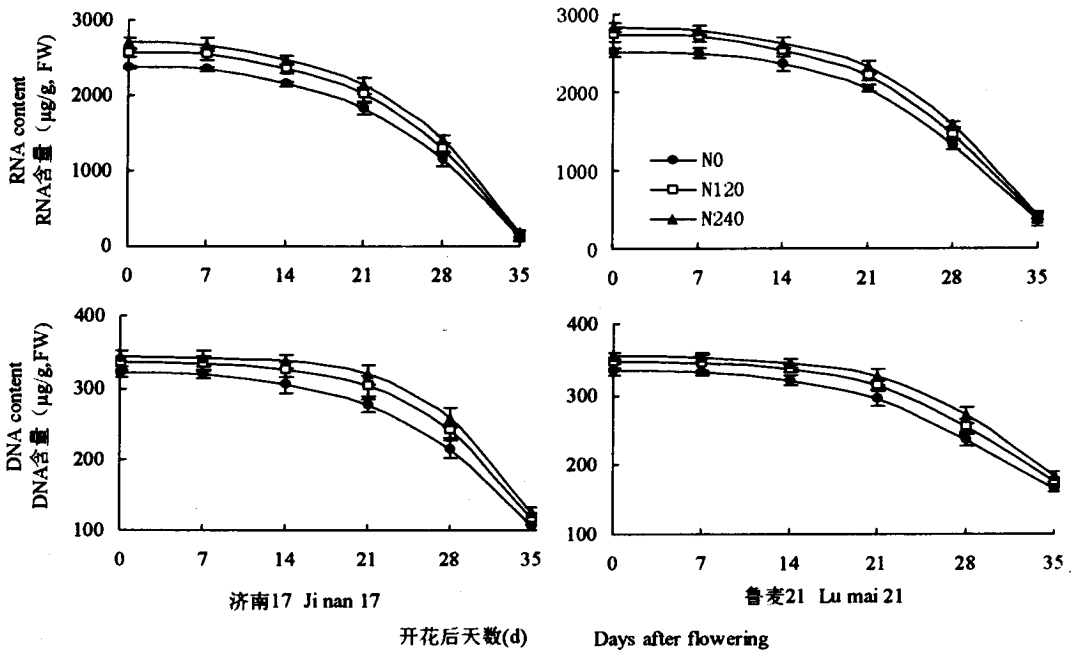 RNA content
RNA含量(μg/g, FW)
3000
2000
1000
0
0 7 14 21 28 35
3000
2000
1000
0
N0
N120
N240
0 7 14 21 28 35
DNA content
DNA含量(μg/g,FW)
400
300
200
100
0 7 14 21 28 35
济南17 Ji nan 17
400
300
200
100
0 7 14 21 28 35
鲁麦21 Lu mai 21
开花后天数(d) Days after flowering